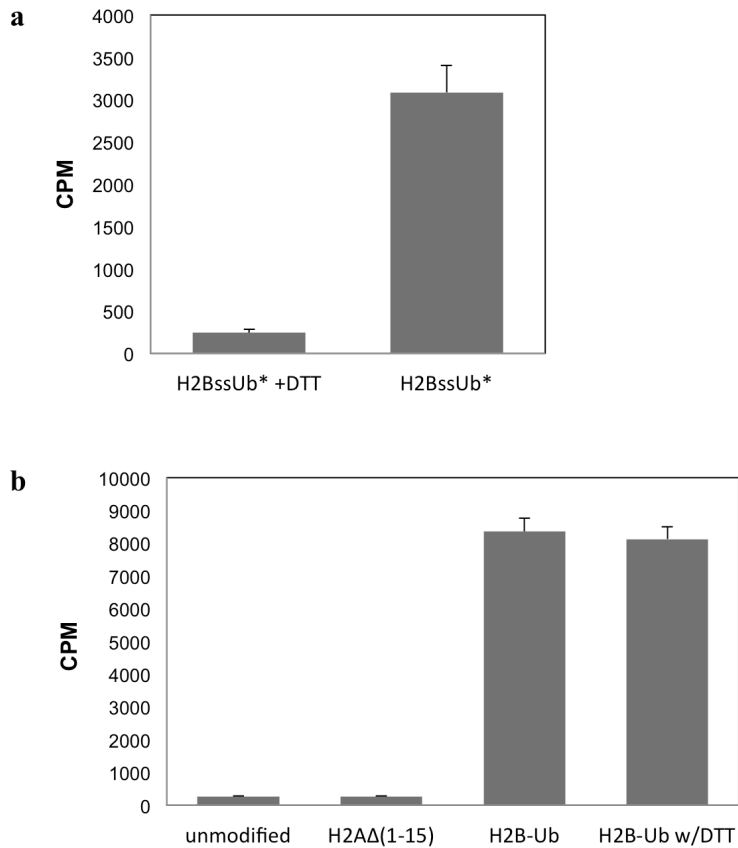 a
4000
3500
3000
2500
2000
1500
1000
500
0
CPM
H2BssUb* +DTT
H2BssUb*
b
10000
9000
8000
7000
6000
5000
4000
3000
2000
1000
0
CPM
unmodified
H2AΔ(1-15)
H2B-Ub
H2B-Ub w/DTT